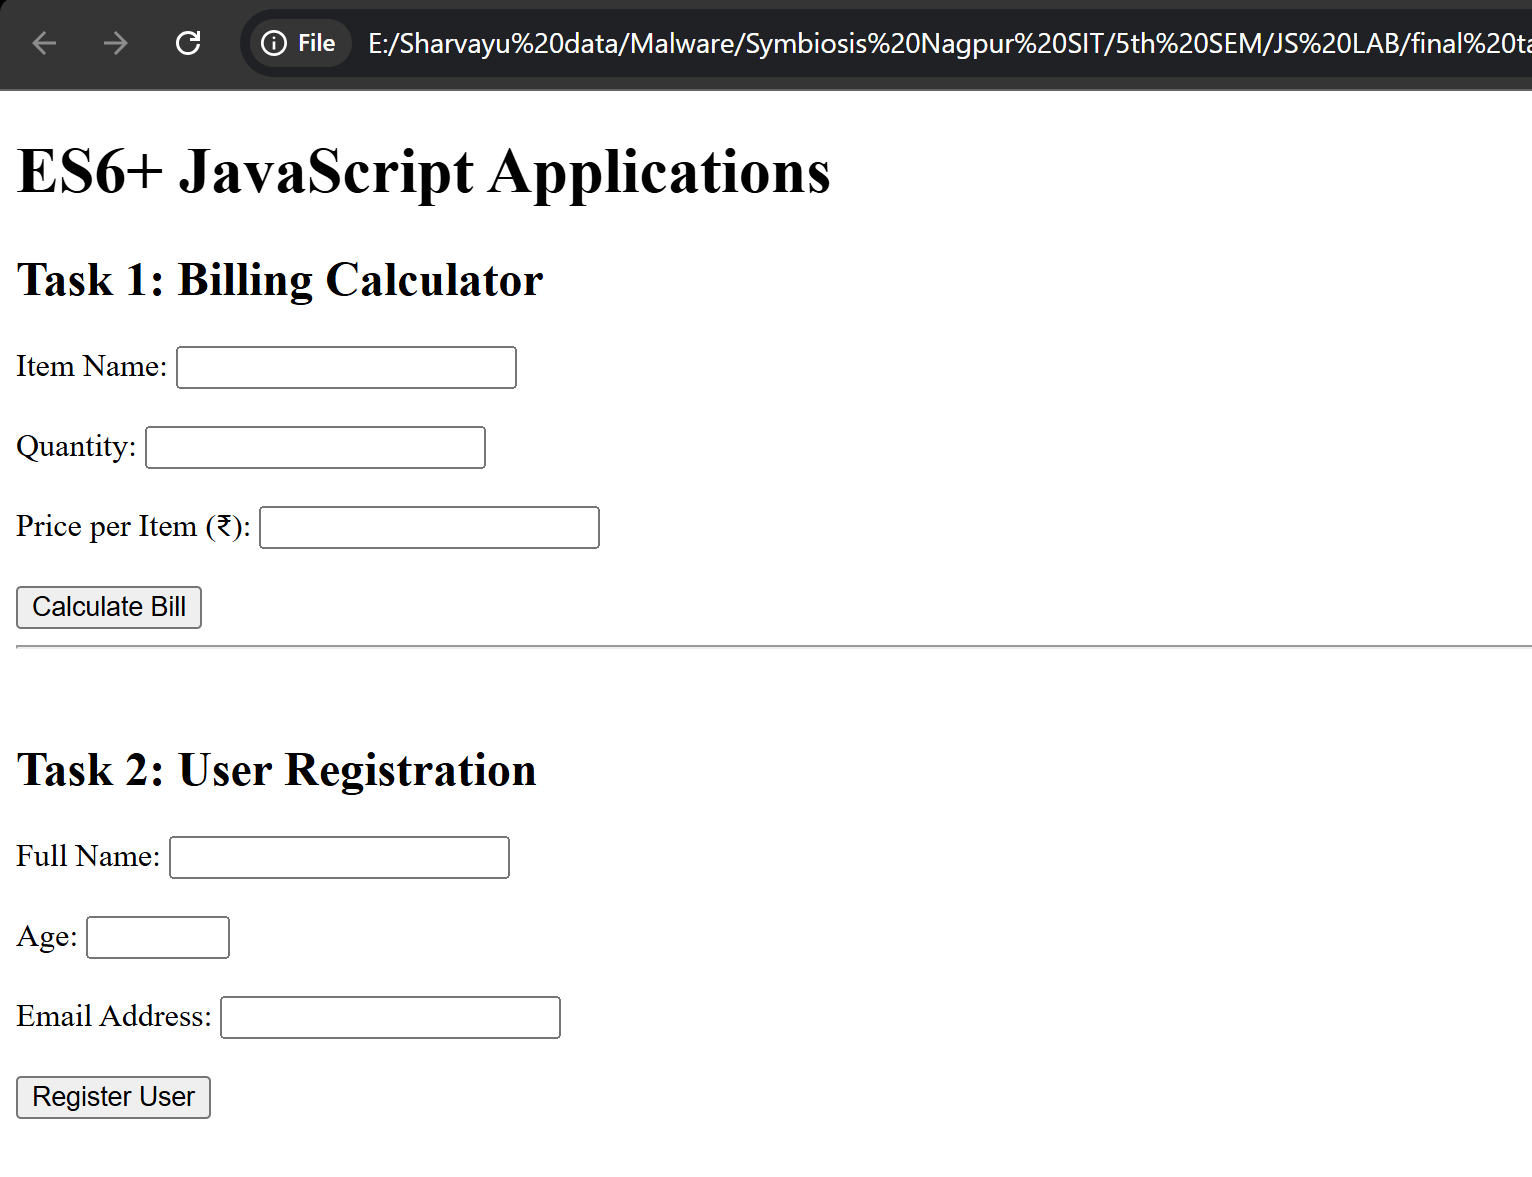 File E:/Sharvayu%20data/Malware/Symbiosis%20Nagpur%20SIT/5th%20SEM/JS%20LAB/final%20ta
ES6+ JavaScript Applications
Task 1: Billing Calculator
Item Name:
Quantity:
Price per Item (₹):
Calculate Bill
Task 2: User Registration
Full Name:
Age:
Email Address:
Register User